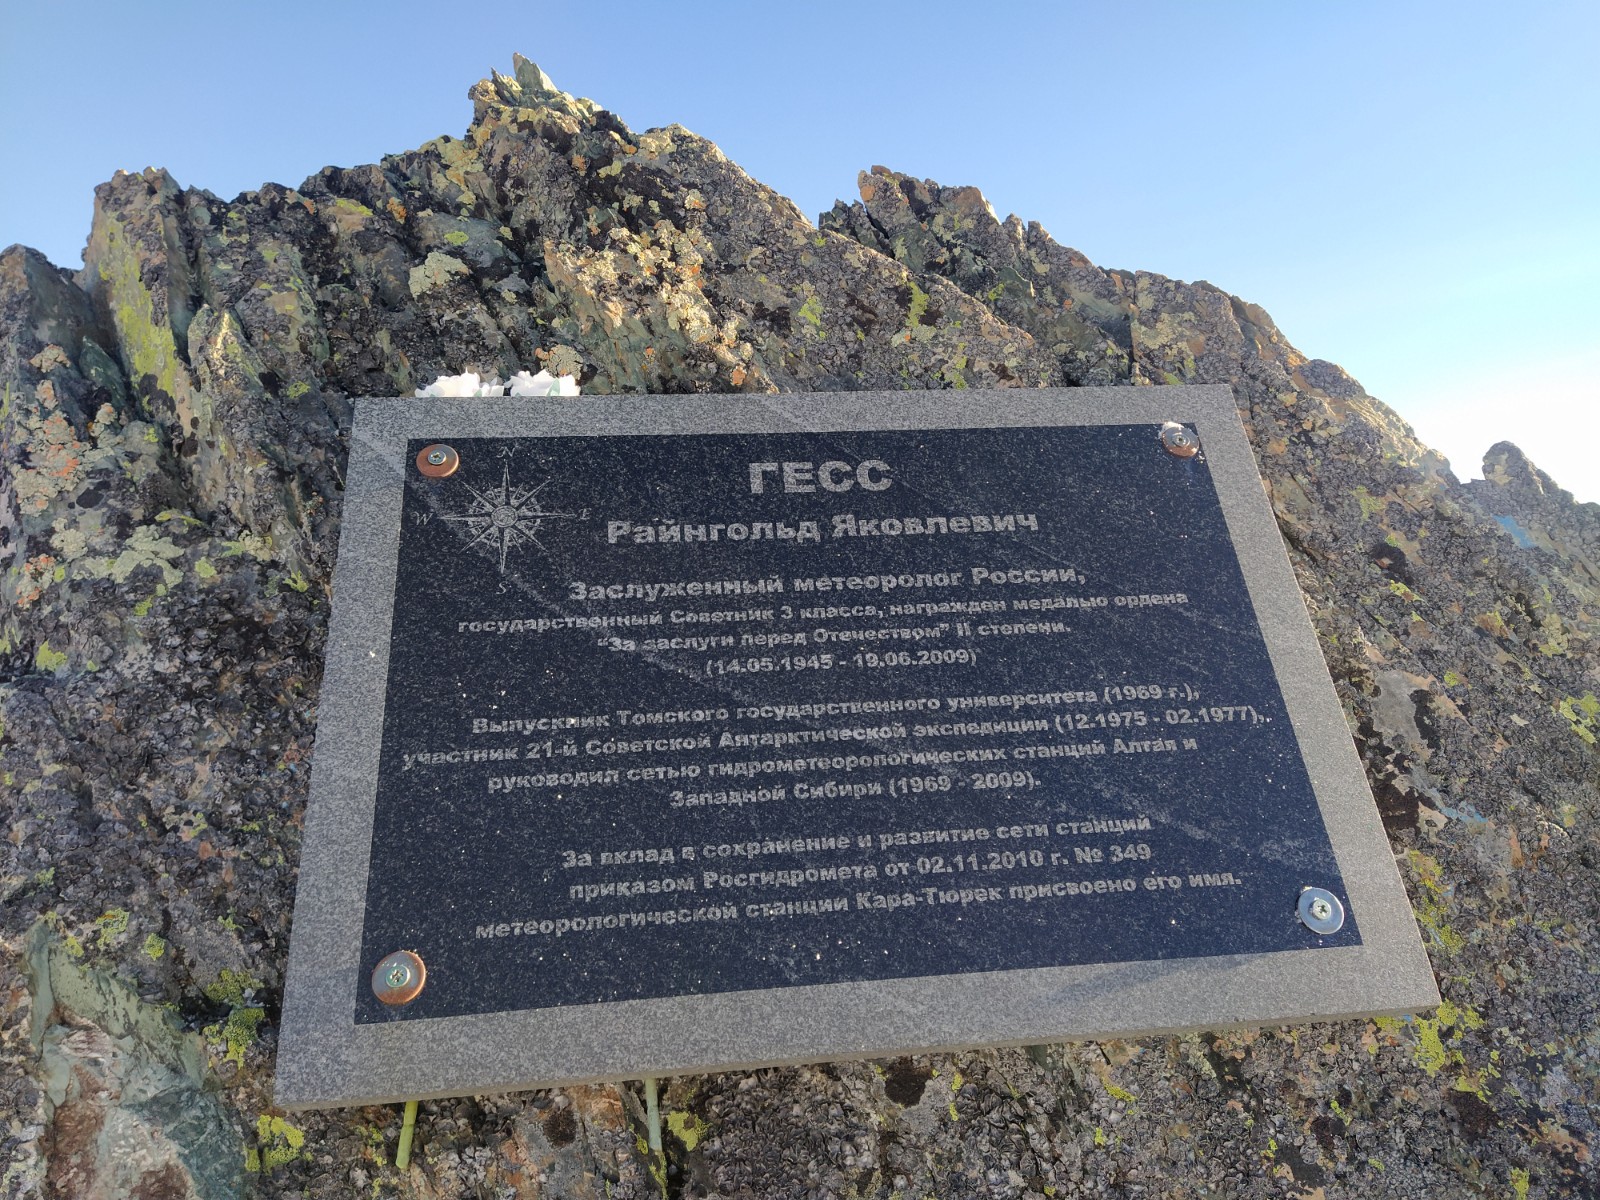 N
W
E
S
ГЕСС
Райнгольд Яковлевич
Заслуженный метеоролог России,
государственный Советник 3 класса, награжден медалью ордена
"За заслуги перед Отечеством" II степени.
(14.05.1945 - 19.06.2009)
Выпускник Томского государственного университета (1969 г.),
участник 21-й Советской Антарктической экспедиции (12.1975 - 02.1977),
руководил сетью гидрометеорологических станций Алтая и
Западной Сибири (1969 - 2009).
За вклад в сохранение и развитие сети станций
приказом Росгидромета от 02.11.2010 г. № 349
метеорологической станции Кара-Тюрек присвоено его имя.